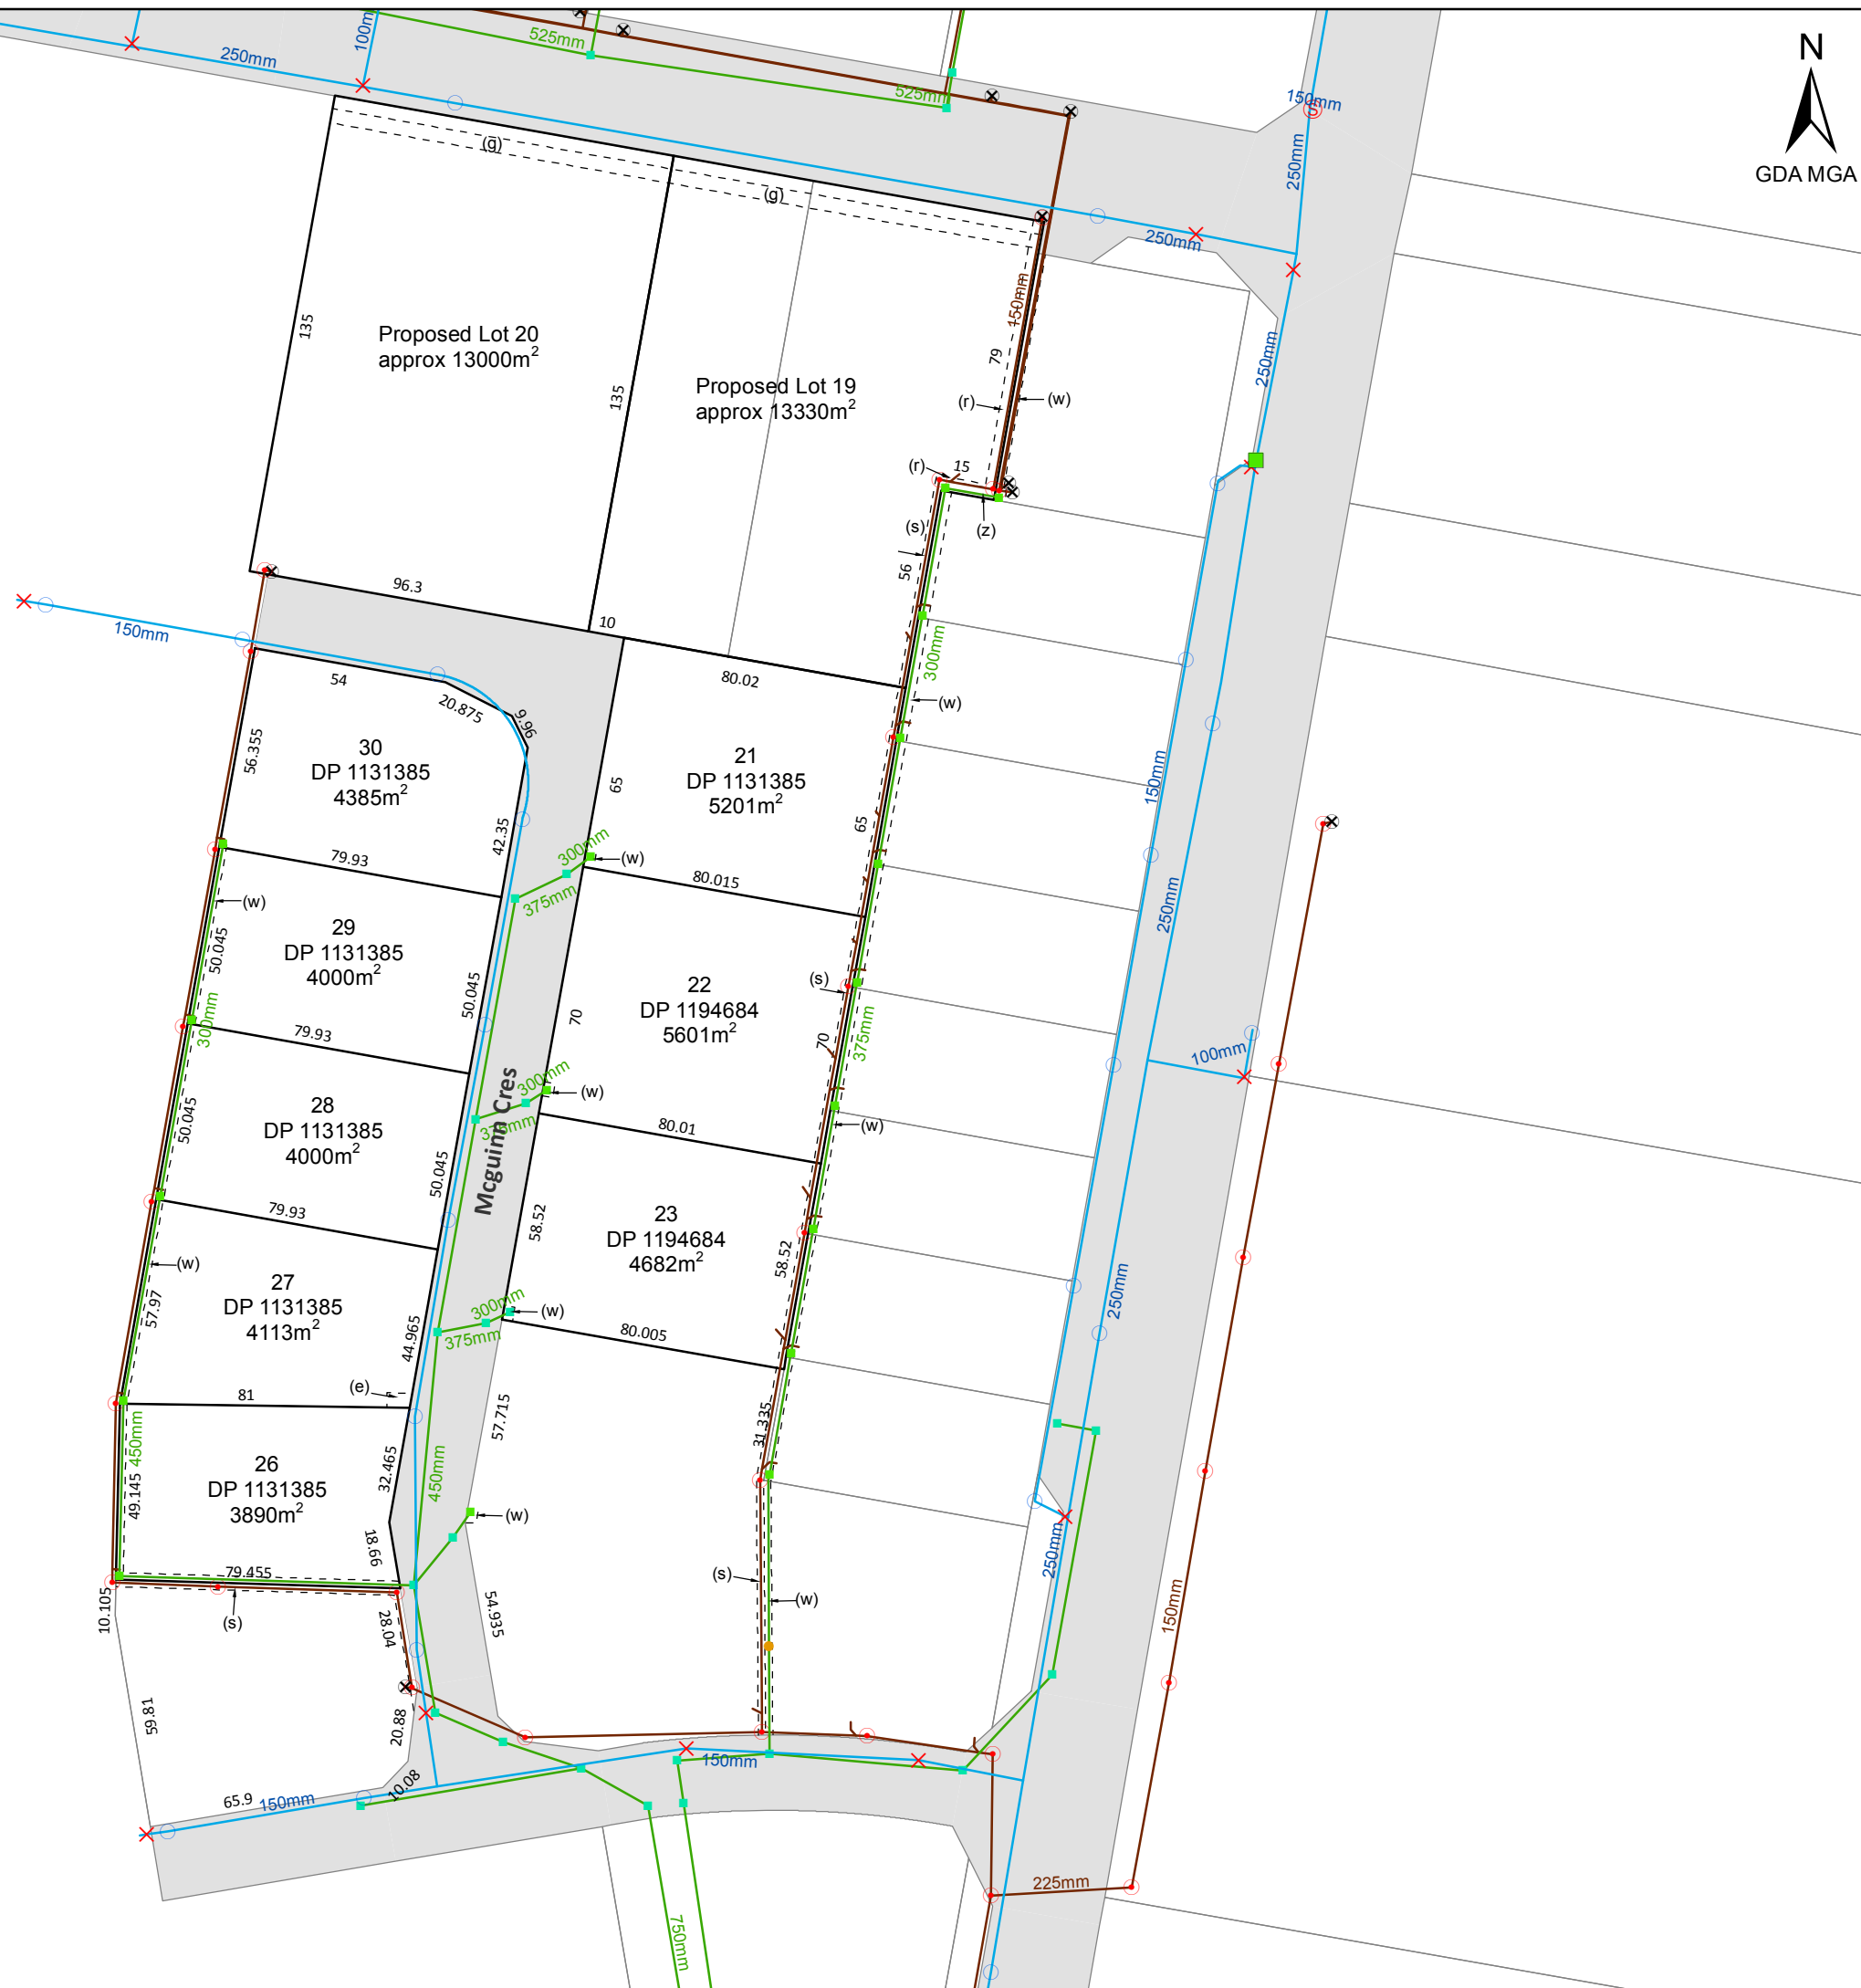 100m
525mm
250mm
525mm
150mm
S
N
GDA MGA
(g)
250mm
(g)
250mm
150mm
135
Proposed Lot 20
approx 13000m²
135
79
250mm
Proposed Lot 19
approx 13330m²
(r)
(w)
(r)
15
(s)
(z)
56
96.3
10
150mm
300mm
54
80.02
(w)
20.875
9.96
56.355
30
DP 1131385
4385m²
65
21
DP 1131385
5201m²
150mm
42.35
65
300mm
(w)
79.93
375mm
80.015
(w)
250mm
29
DP 1131385
4000m²
50.045
50.045
(s)
22
DP 1194684
5601m²
70
70
375mm
300mm
79.93
100mm
300mm
(w)
375mm
Mcguinn Cres
28
DP 1131385
4000m²
50.045
50.045
80.01
(w)
79.93
58.52
23
DP 1194684
4682m²
58.52
(w)
27
DP 1131385
4113m²
57.97
44.965
300mm
(w)
375mm
80.005
250mm
(e)
81
57.715
31.335
450mm
49.145
26
DP 1131385
3890m²
32.465
450mm
(w)
18.66
250mm
79.455
(s)
(w)
10.105
(s)
28.04
54.935
150mm
59.81
20.88
150mm
10.08
65.9
150mm
225mm
750mm